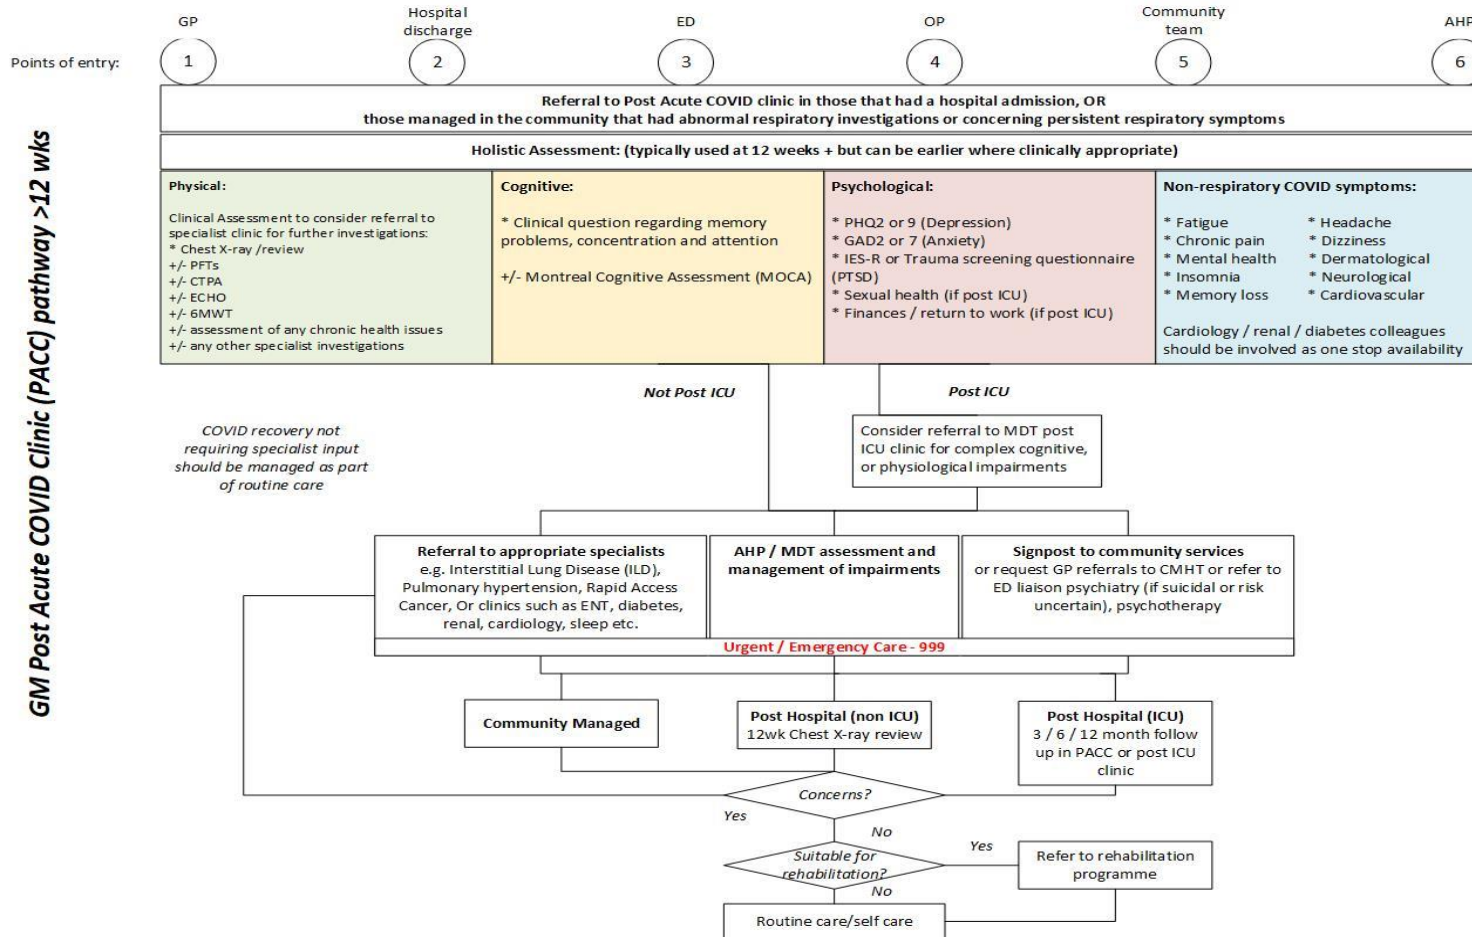 GM Post Acute COVID Clinic (PACC) pathway >12 wks
Points of entry:
GP
1
Hospital
discharge
2
ED
3
OP
4
Community
team
5
AHP
6
Referral to Post Acute COVID clinic in those that had a hospital admission, OR
those managed in the community that had abnormal respiratory investigations or concerning persistent respiratory symptoms
Holistic Assessment: (typically used at 12 weeks + but can be earlier where clinically appropriate)
Physical:
Clinical Assessment to consider referral to
specialist clinic for further investigations:
* Chest X-ray /review
+/- PFTs
+/- CTPA
+/- ECHO
+/- 6MWT
+/- assessment of any chronic health issues
+/- any other specialist investigations
Cognitive:
* Clinical question regarding memory
problems, concentration and attention
+/- Montreal Cognitive Assessment (MOCA)
Psychological:
* PHQ2 or 9 (Depression)
* GAD2 or 7 (Anxiety)
* IES-R or Trauma screening questionnaire
(PTSD)
* Sexual health (if post ICU)
* Finances / return to work (if post ICU)
Non-respiratory COVID symptoms:
* Fatigue
* Chronic pain
* Mental health
* Insomnia
* Memory loss
* Headache
* Dizziness
* Dermatological
* Neurological
* Cardiovascular
Cardiology / renal / diabetes colleagues
should be involved as one stop availability
Not Post ICU
Post ICU
COVID recovery not
requiring specialist input
should be managed as part
of routine care
Consider referral to MDT post
ICU clinic for complex cognitive,
or physiological impairments
Referral to appropriate specialists
e.g. Interstitial Lung Disease (ILD),
Pulmonary hypertension, Rapid Access
Cancer, Or clinics such as ENT, diabetes,
renal, cardiology, sleep etc.
AHP / MDT assessment and
management of impairments
Signpost to community services
or request GP referrals to CMHT or refer to
ED liaison psychiatry (if suicidal or risk
uncertain), psychotherapy
Urgent / Emergency Care - 999
Community Managed
Post Hospital (non ICU)
12wk Chest X-ray review
Post Hospital (ICU)
3 / 6 / 12 month follow
up in PACC or post ICU
clinic
Concerns?
Yes
No
Suitable for
rehabilitation?
Yes
Refer to rehabilitation
programme
No
Routine care/self care